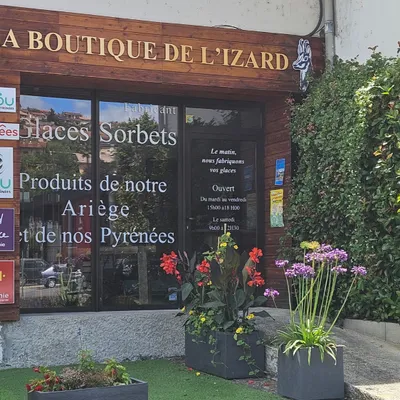 A BOUTIQUE DE L'IZARD
Fabricant
Glaces Sorbets
Produits de notre
Ariège
et de nos Pyrénées
Le matin,
nous fabriquons
vos glaces
Ouvert
Du mardi au vendredi
Le samedi